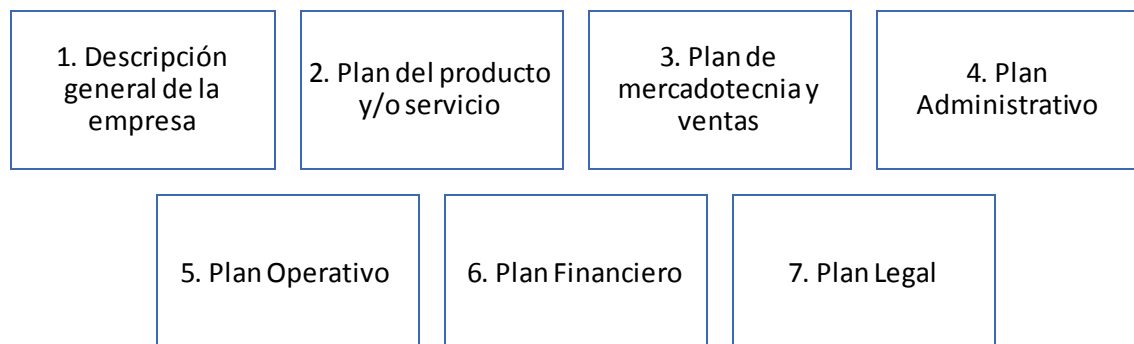 1. Descripción
general de la
empresa
2. Plan del producto
y/o servicio
3. Plan de
mercadotecnia y
ventas
4. Plan
Administrativo
5. Plan Operativo
6. Plan Financiero
7. Plan Legal